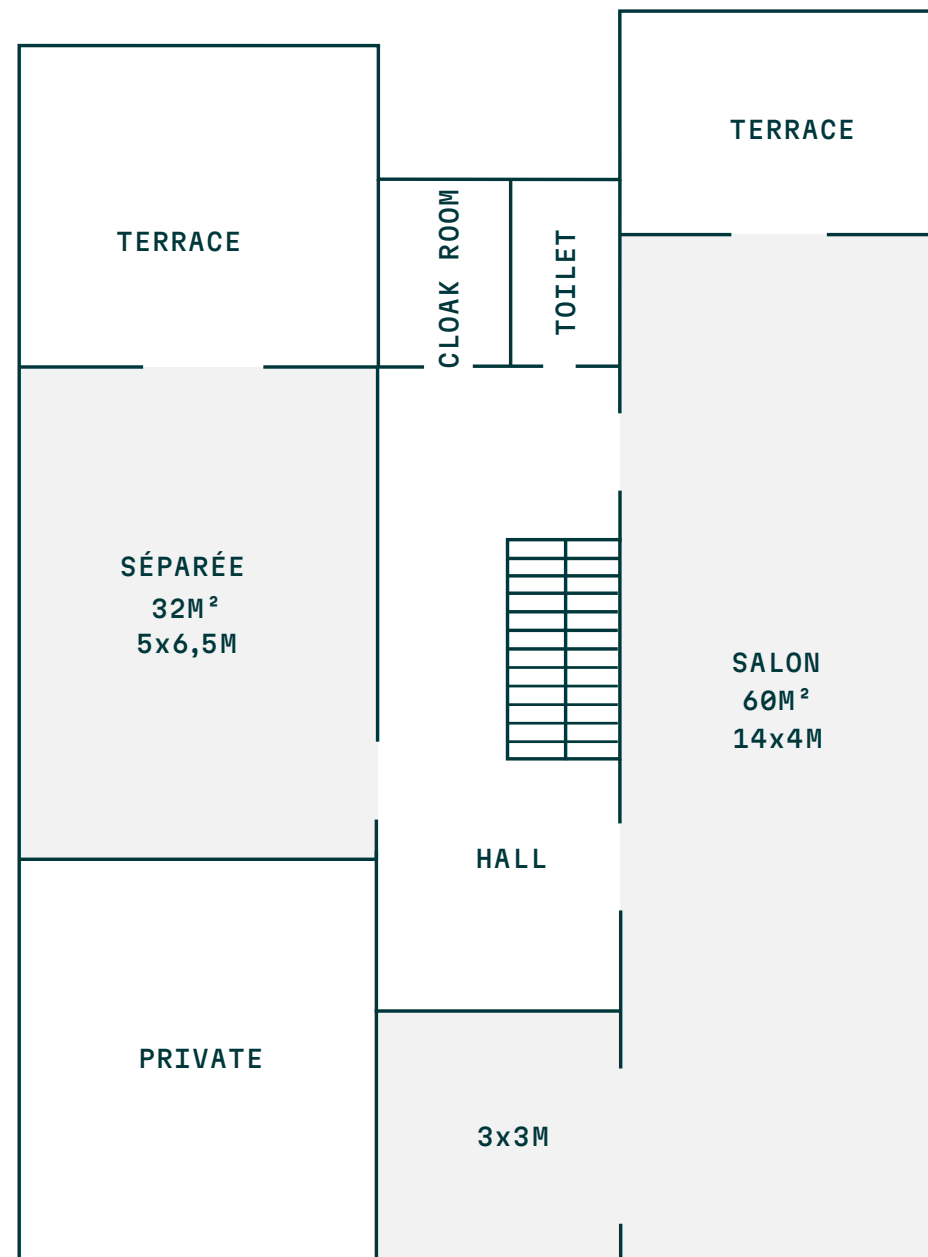 TERRACE
TERRACE
CLOAK ROOM
TOILET
SÉPARÉE
32M²
5x6,5M
SALON
60M²
14x4M
HALL
PRIVATE
3x3M